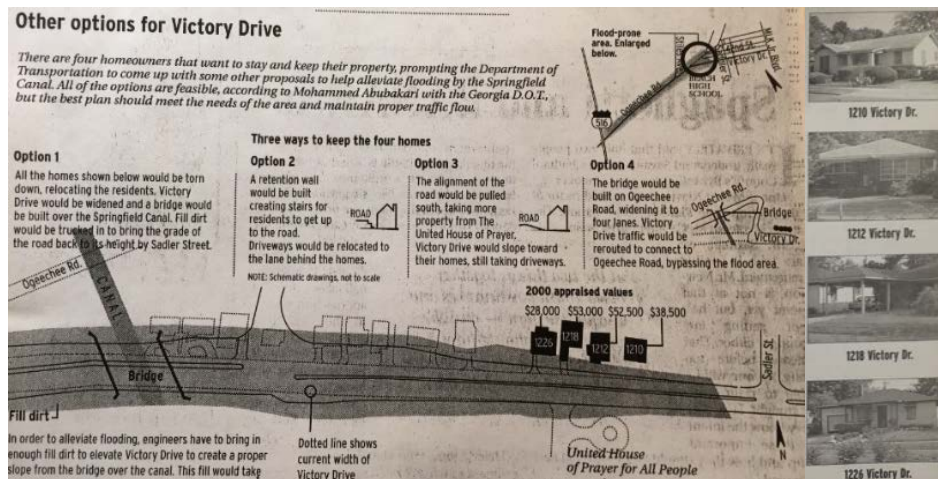 Other options for Victory Drive
There are four homeowners that want to stay and keep their property, prompting the Department of
Transportation to come up with some other proposals to help alleviate flooding by the Springfield
Canal. All of the options are feasible, according to Mohammed Abubakari with the Georgia D.O.T.,
but the best plan should meet the needs of the area and maintain proper traffic flow.
Flood-prone
area. Enlarged
below.
42nd St.
Victory Dr.
BEACH
HIGH
SCHOOL
Ogeechee Rd.
516
Option 1
All the homes shown below would be torn
down, relocating the residents. Victory
Drive would be widened and a bridge would
be built over the Springfield Canal. Fill dirt
would be trucked in to bring the grade of
the road back to its height by Sadler Street.
Three ways to keep the four homes
Option 2
A retention wall
would be built
creating stairs for
residents to get up
to the road.
Driveways would be relocated to
the lane behind the homes.
ROAD
NOTE: Schematic drawings, not to scale
Option 3
The alignment of the
road would be pulled
south, taking more
property from The
United House of Prayer.
Victory Drive would slope toward
their homes, still taking driveways.
ROAD
Option 4
The bridge would be
built on Ogeechee
Road, widening it to
four lanes. Victory
Drive traffic would be
rerouted to connect to
Ogeechee Road, bypassing the flood area.
Ogeechee Rd.
Bridge
Victory Dr.
2000 appraised values
$28,000 $53,000 $52,500 $38,500
1226 1218 1212 1210
Ogeechee Rd.
CANAL
Bridge
Sadler St.
Fill dirt
In order to alleviate flooding, engineers have to bring in
enough fill dirt to elevate Victory Drive to create a proper
slope from the bridge over the canal. This fill would take
Dotted line shows
current width of
Victory Drive
United House
of Prayer for All People
N
1210 Victory Dr.
1212 Victory Dr.
1218 Victory Dr.
1226 Victory Dr.